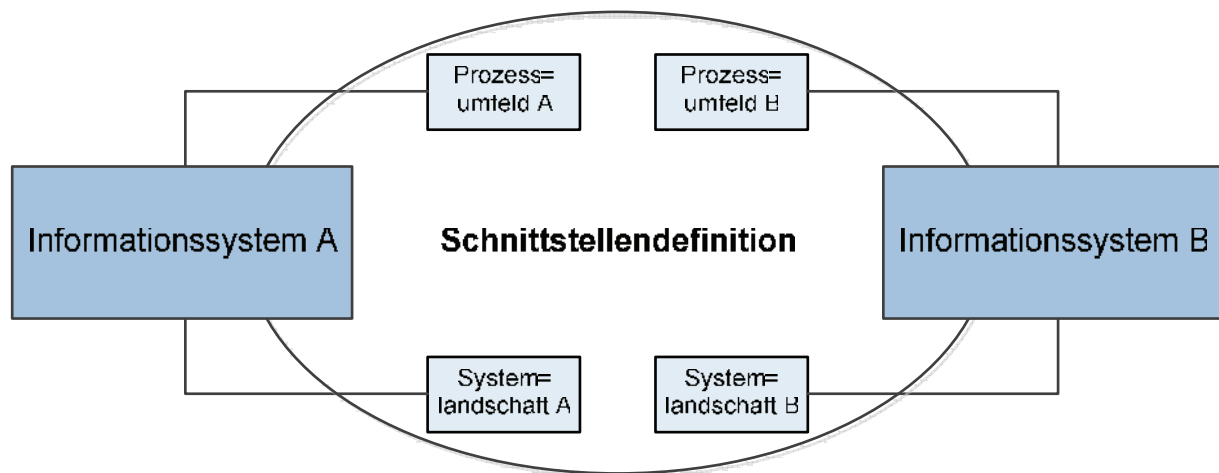 Prozess=
umfeld A
Prozess=
umfeld B
Informationssystem A
Schnittstellendefinition
Informationssystem B
System=
landschaft A
System=
landschaft B